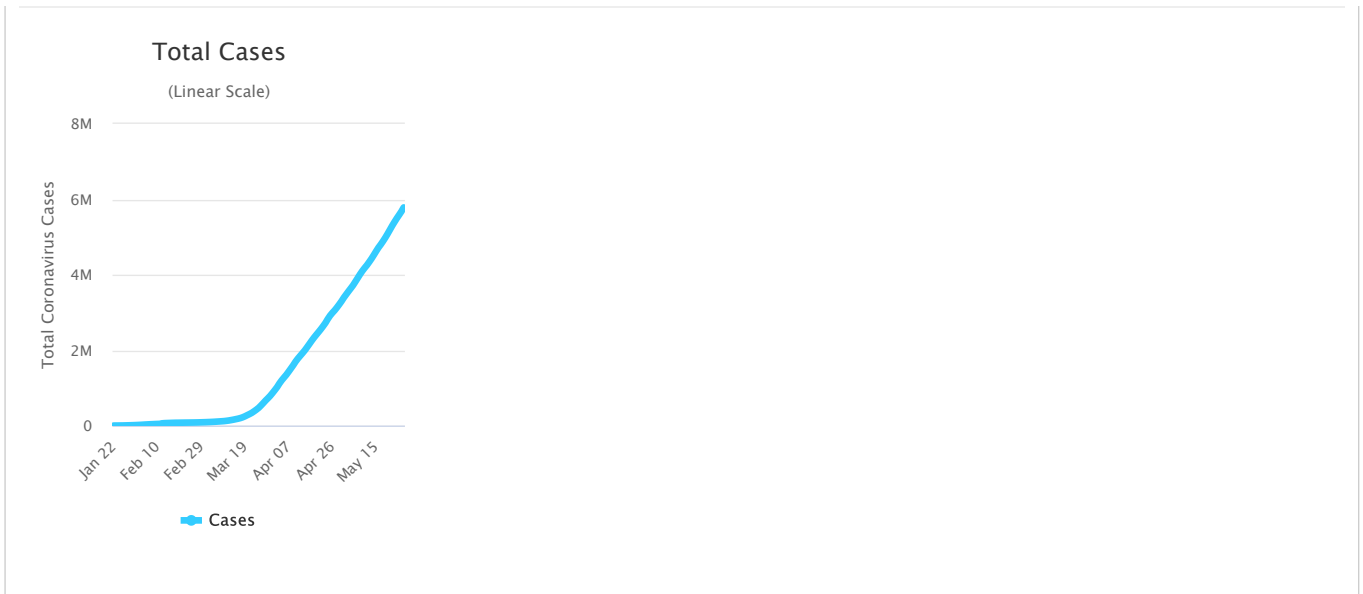 Total Cases
(Linear Scale)
Total Coronavirus Cases
8M
6M
4M
2M
0
Jan 22
Feb 10
Feb 29
Mar 19
Apr 07
Apr 26
May 15
Cases